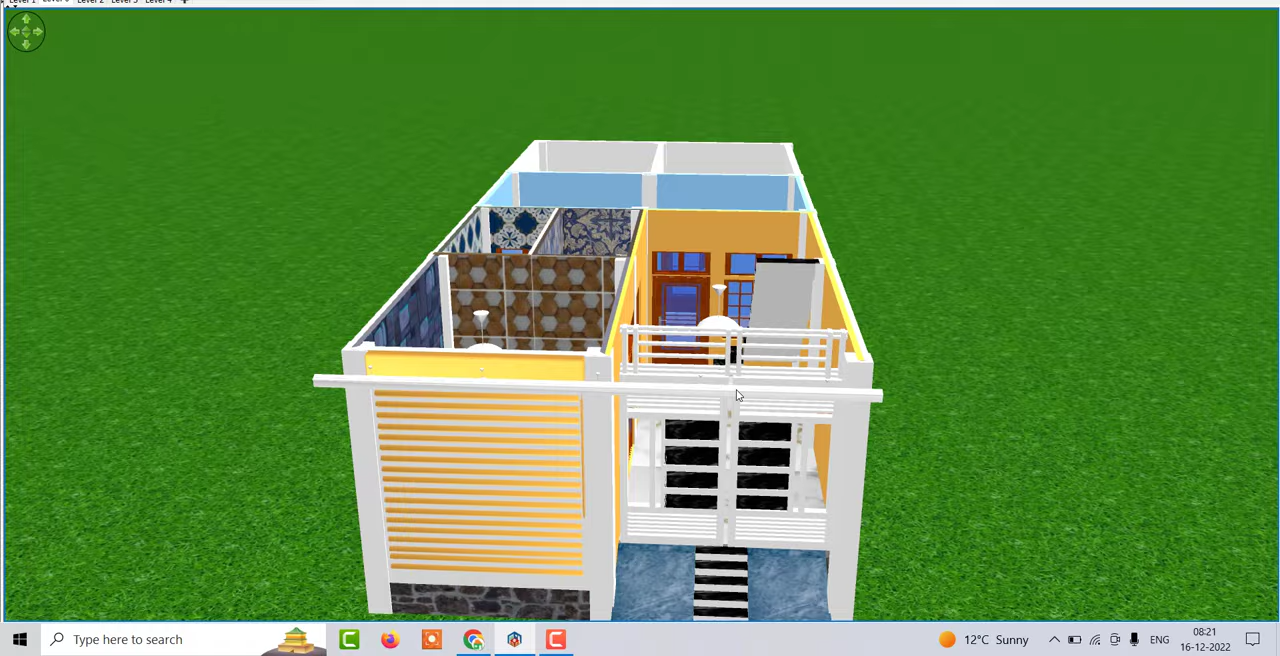 Type here to search
12°C Sunny
ENG
08:21
16-12-2022